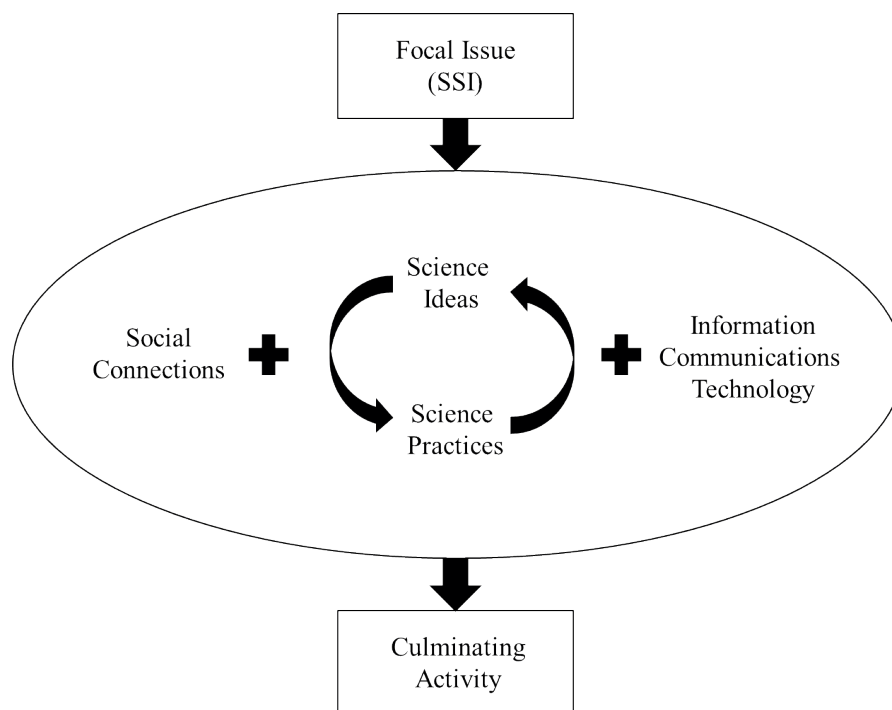 Focal Issue
(SSI)
Science
Ideas
Social
Connections
Information
Communications
Technology
Science
Practices
Culminating
Activity